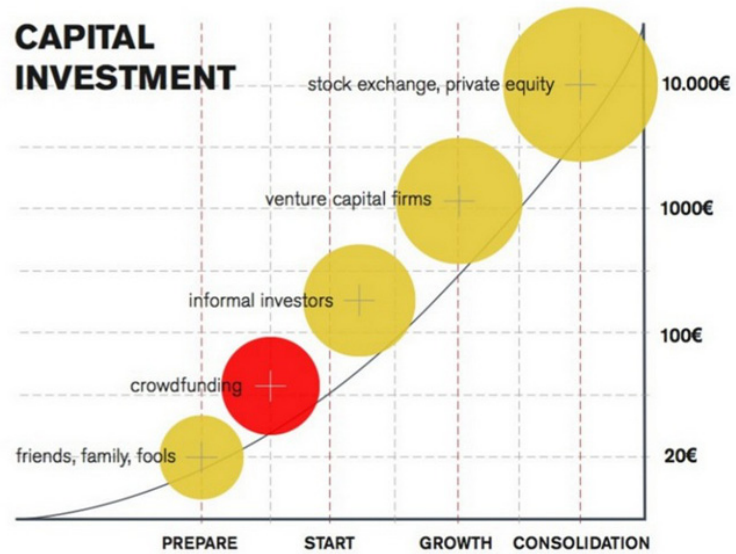 CAPITAL
INVESTMENT
stock exchange, private equity
10.000€
venture capital firms
1000€
informal investors
100€
crowdfunding
friends, family, fools
20€
PREPARE
START
GROWTH
CONSOLIDATION